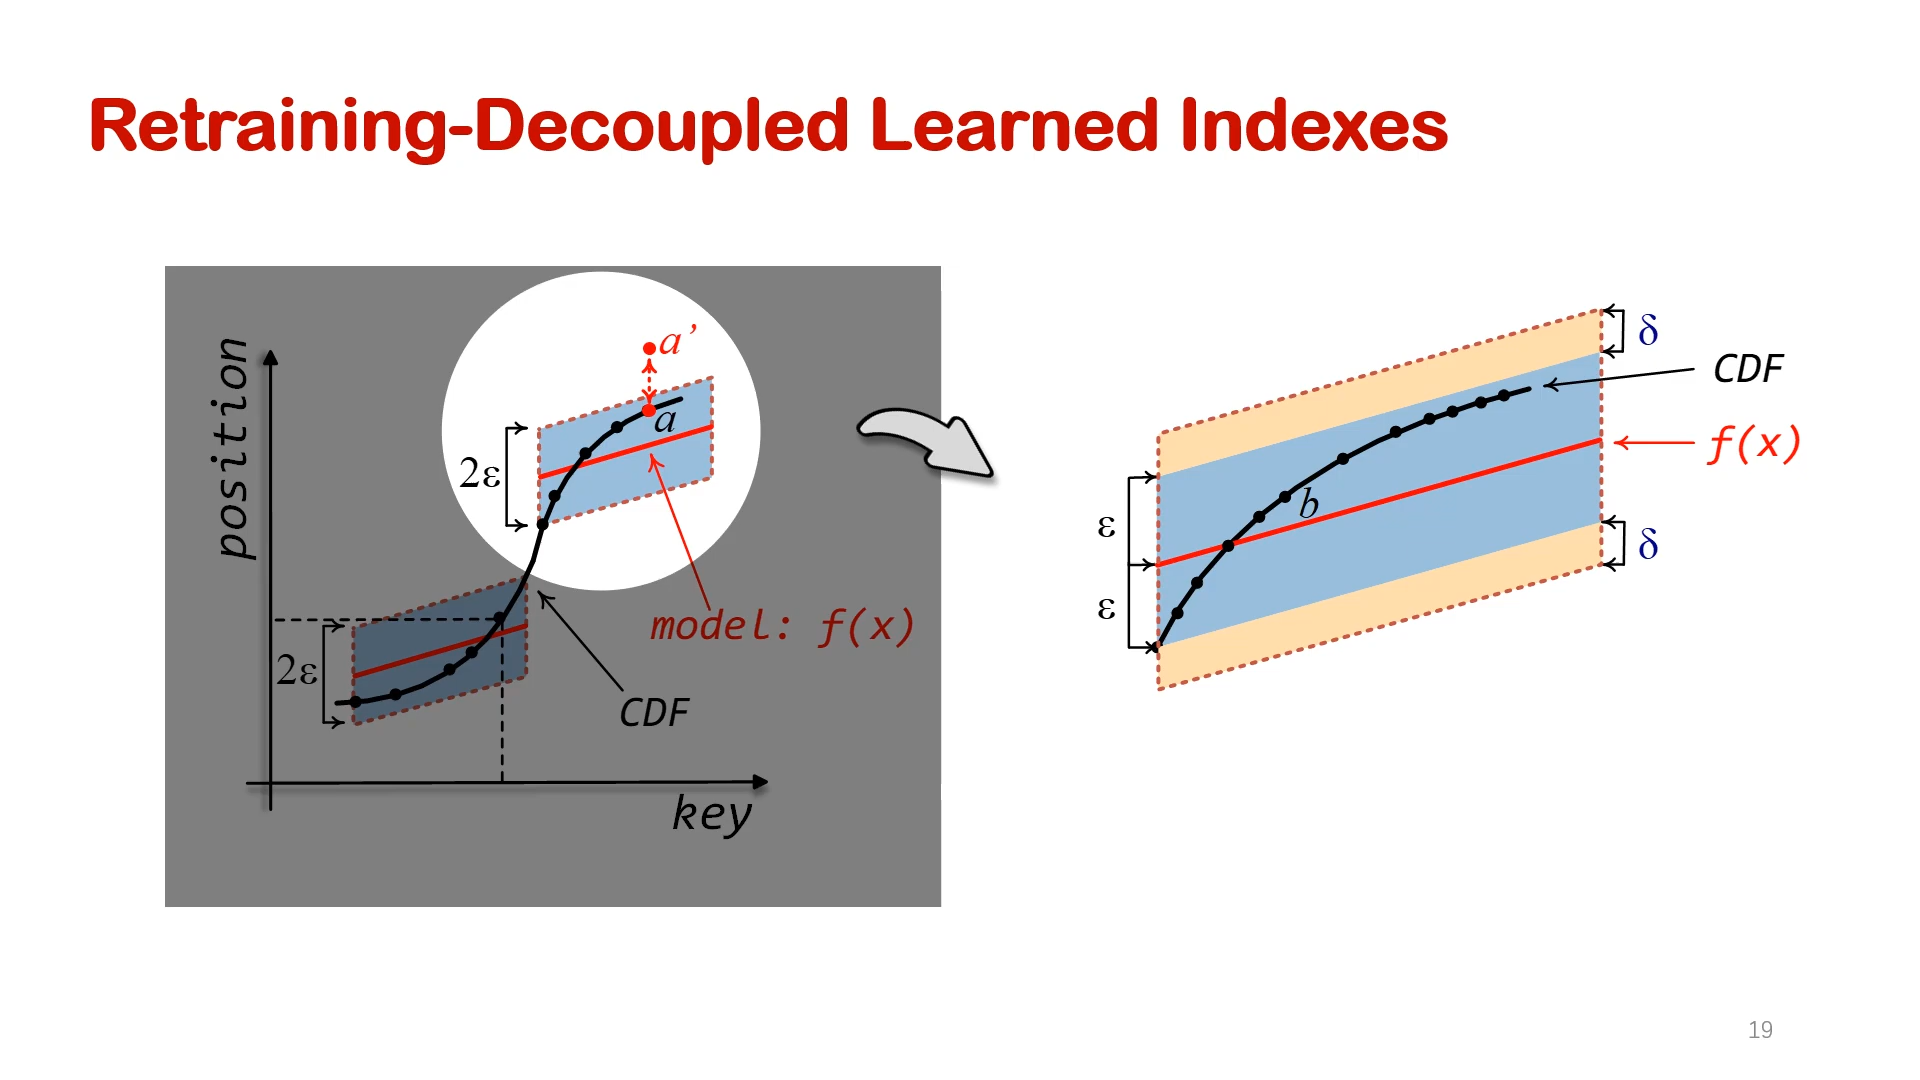 Retraining-Decoupled Learned Indexes
position
a’
a
2ε
model: f(x)
2ε
CDF
key
δ
CDF
f(x)
b
ε
δ
ε
19